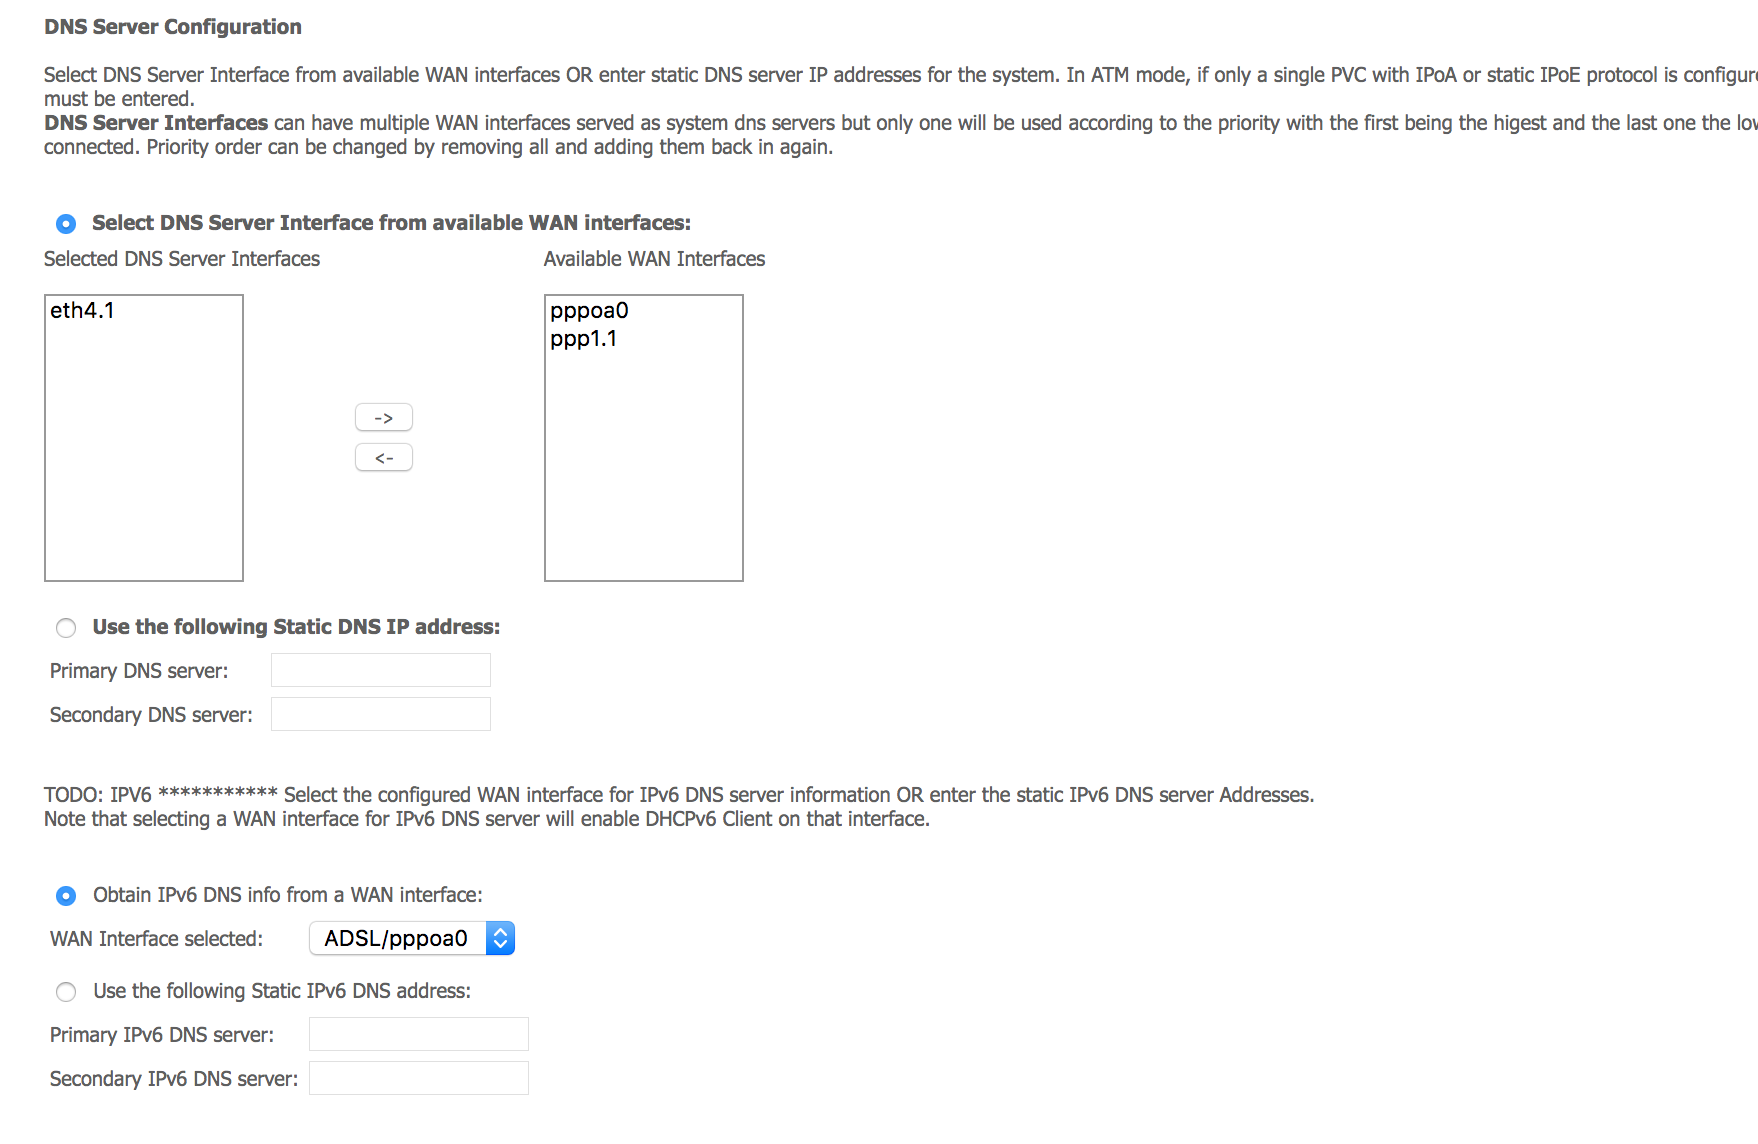 DNS Server Configuration
Select DNS Server Interface from available WAN interfaces OR enter static DNS server IP addresses for the system. In ATM mode, if only a single PVC with IPoA or static IPoE protocol is configur
must be entered.
DNS Server Interfaces can have multiple WAN interfaces served as system dns servers but only one will be used according to the priority with the first being the higest and the last one the lov
connected. Priority order can be changed by removing all and adding them back in again.
Select DNS Server Interface from available WAN interfaces:
Selected DNS Server Interfaces Available WAN Interfaces
eth4.1 pppoa0
ppp1.1
->
<-
Use the following Static DNS IP address:
Primary DNS server:
Secondary DNS server:
TODO: IPV6 *********** Select the configured WAN interface for IPv6 DNS server information OR enter the static IPv6 DNS server Addresses.
Note that selecting a WAN interface for IPv6 DNS server will enable DHCPv6 Client on that interface.
Obtain IPv6 DNS info from a WAN interface:
WAN Interface selected: ADSL/pppoa0
Use the following Static IPv6 DNS address:
Primary IPv6 DNS server:
Secondary IPv6 DNS server: